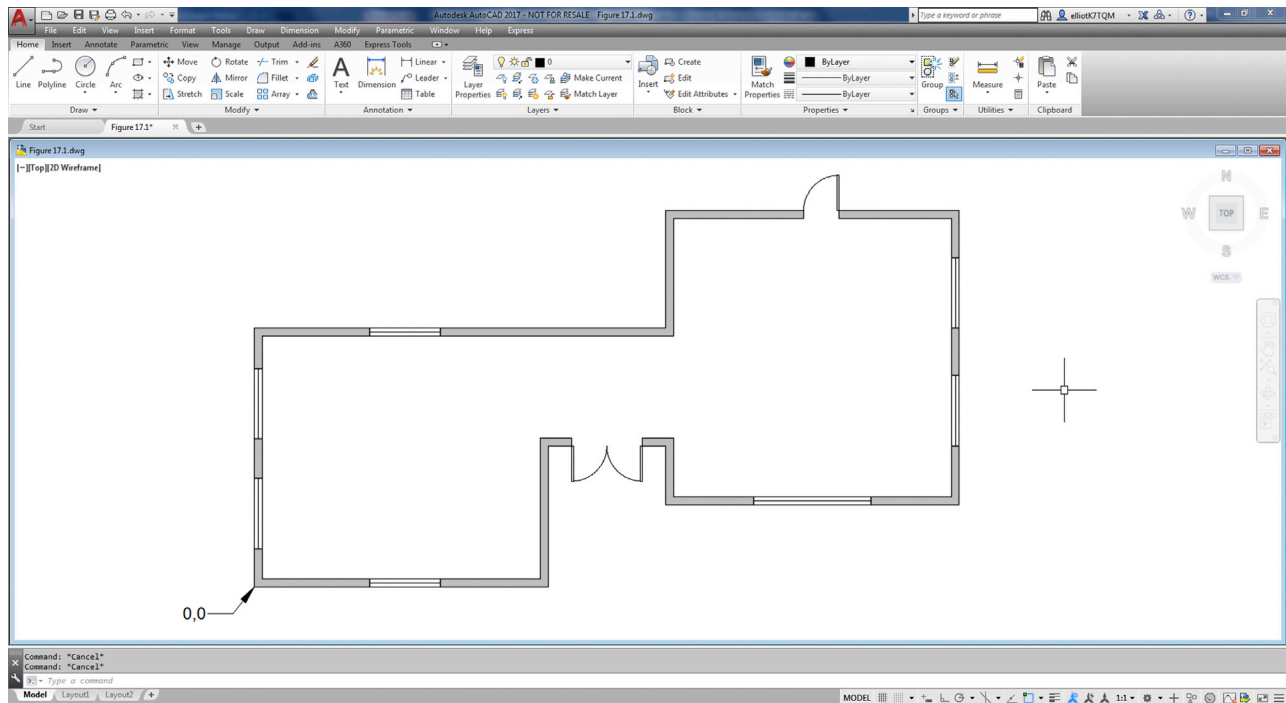 Autodesk AutoCAD 2017 - NOT FOR RESALE Figure 17.1.dwg
Type a keyword or phrase
elliotK7TQM
File Edit View Insert Format Tools Draw Dimension Modify Parametric Window Help Express
Home Insert Annotate Parametric View Manage Output Add-ins A360 Express Tools
Move Rotate Trim Linear 0 Create ByLayer
Line Polyline Circle Arc Copy Mirror Fillet Text Dimension Leader Layer Properties Make Current Insert Edit Match Properties ByLayer Group Measure Paste
Stretch Scale Array Table Match Layer Edit Attributes ByLayer
Draw Modify Annotation Layers Block Properties Groups Utilities Clipboard
Start Figure 17.1*
Figure 17.1.dwg
[−][Top][2D Wireframe]
N
W TOP E
S
WCS
0,0
Command: *Cancel*
Command: *Cancel*
Type a command
Model Layout1 Layout2 +
MODEL 1:1